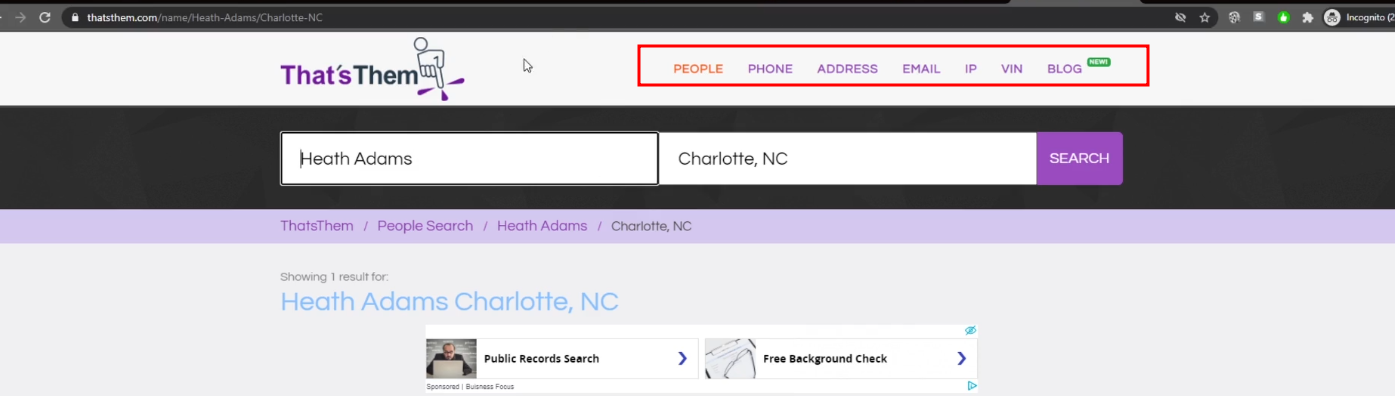 thatsthem.com/name/Heath-Adams/Charlotte-NC
Incognito (2
That'sThem
PEOPLE PHONE ADDRESS EMAIL IP VIN BLOG NEW!
Heath Adams Charlotte, NC SEARCH
ThatsThem / People Search / Heath Adams / Charlotte, NC
Showing 1 result for:
Heath Adams Charlotte, NC
Public Records Search
Free Background Check
Sponsored | Buisness Focus